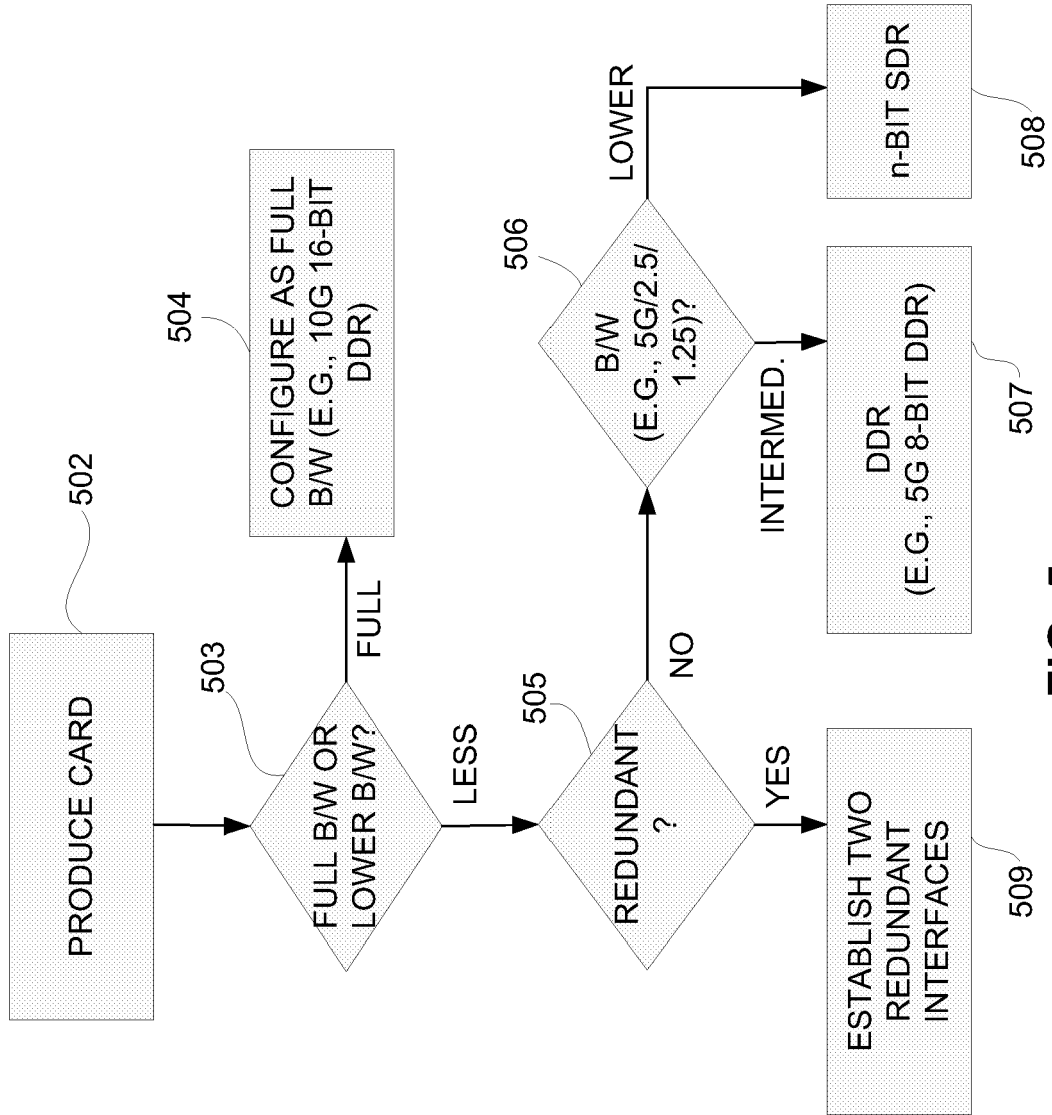 PRODUCE CARD
502
FULL B/W OR
LOWER B/W?
503
FULL
CONFIGURE AS FULL
B/W (E.G., 10G 16-BIT
DDR)
504
LESS
REDUNDANT
?
505
NO
B/W
(E.G., 5G/2.5/
1.25)?
506
LOWER
n-BIT SDR
508
INTERMED.
DDR
(E.G., 5G 8-BIT DDR)
507
YES
ESTABLISH TWO
REDUNDANT
INTERFACES
509